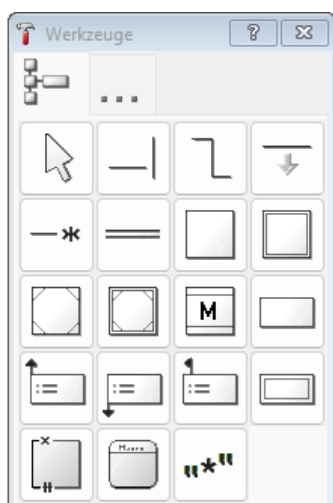 Werkzeuge
...
M
:=
:=
:=
"*"